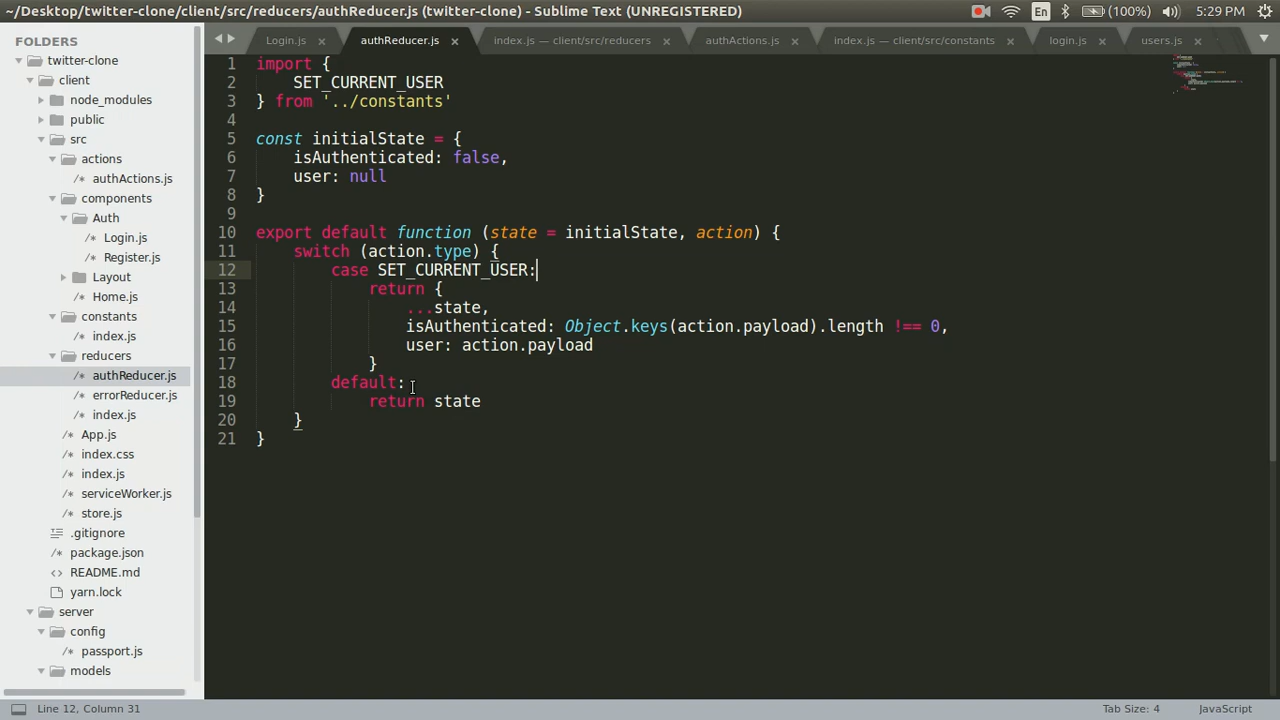 ~/Desktop/twitter-clone/client/src/reducers/authReducer.js (twitter-clone) - Sublime Text (UNREGISTERED)
En
(100%)
5:29 PM
FOLDERS
twitter-clone
client
node_modules
public
src
actions
authActions.js
components
Auth
Login.js
Register.js
Layout
Home.js
constants
index.js
reducers
authReducer.js
errorReducer.js
index.js
App.js
index.css
index.js
serviceWorker.js
store.js
.gitignore
package.json
README.md
yarn.lock
server
config
passport.js
models
Login.js
authReducer.js
index.js — client/src/reducers
authActions.js
index.js — client/src/constants
login.js
users.js
1 import {
2     SET_CURRENT_USER
3 } from '../constants'
4
5 const initialState = {
6     isAuthenticated: false,
7     user: null
8 }
9
10 export default function (state = initialState, action) {
11     switch (action.type) {
12         case SET_CURRENT_USER:
13             return {
14                 ...state,
15                 isAuthenticated: Object.keys(action.payload).length !== 0,
16                 user: action.payload
17             }
18         default:
19             return state
20     }
21 }
Line 12, Column 31
Tab Size: 4
JavaScript